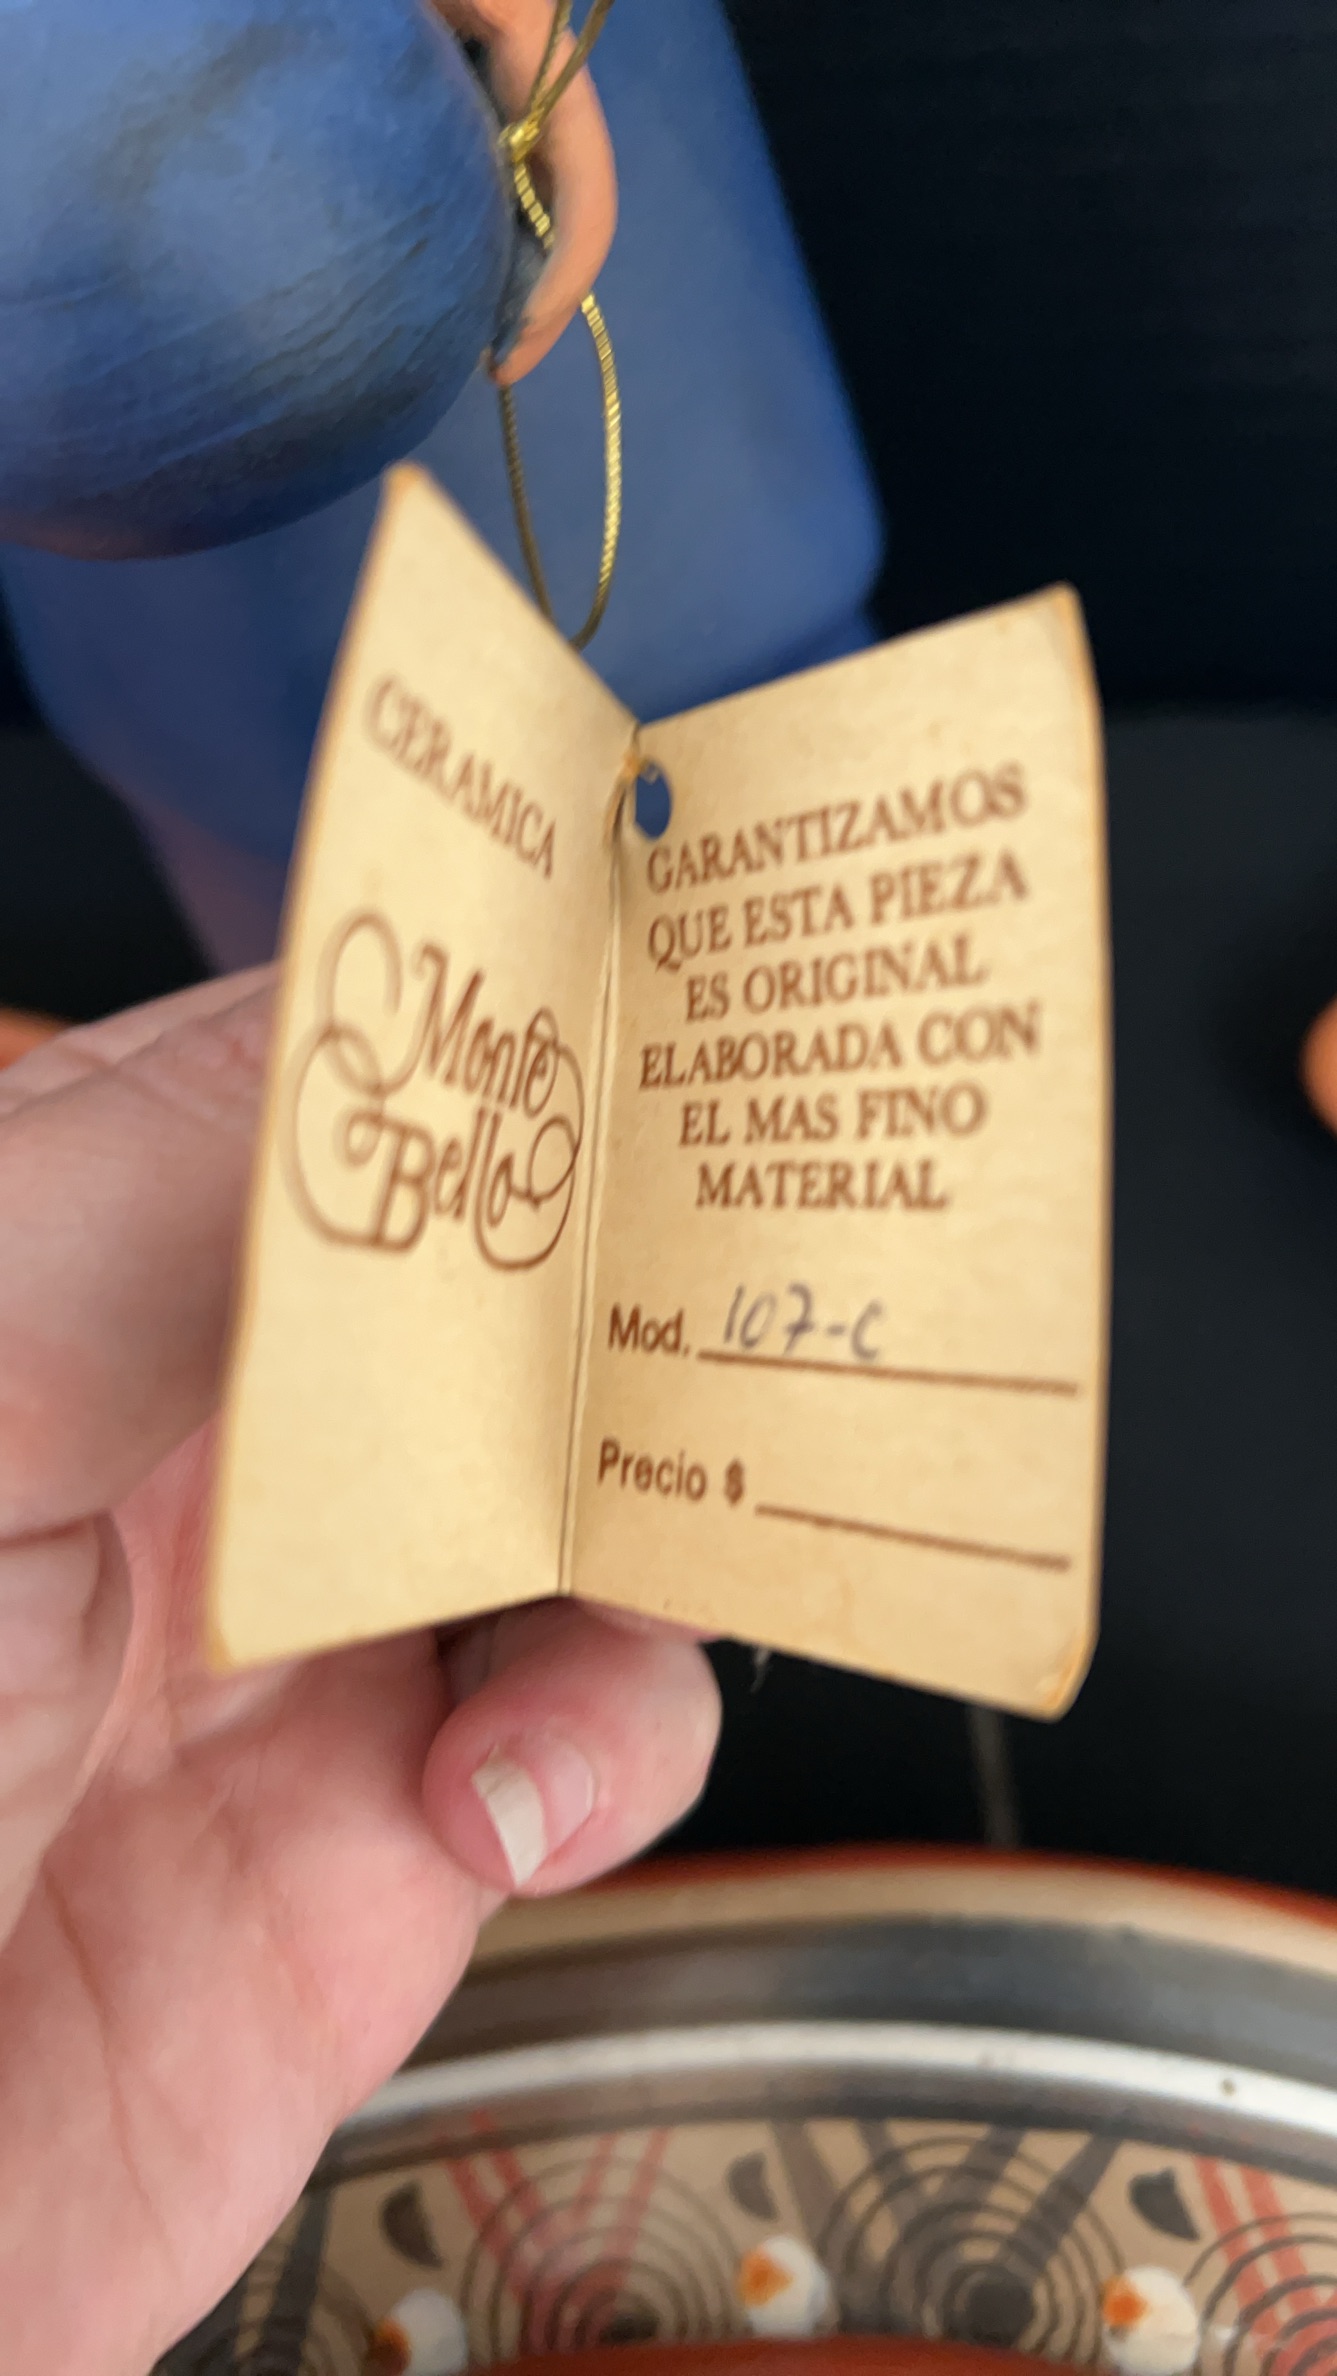 CERAMICA
Monte
Bello
GARANTIZAMOS
QUE ESTA PIEZA
ES ORIGINAL
ELABORADA CON
EL MAS FINO
MATERIAL
Mod. 107-C
Precio $